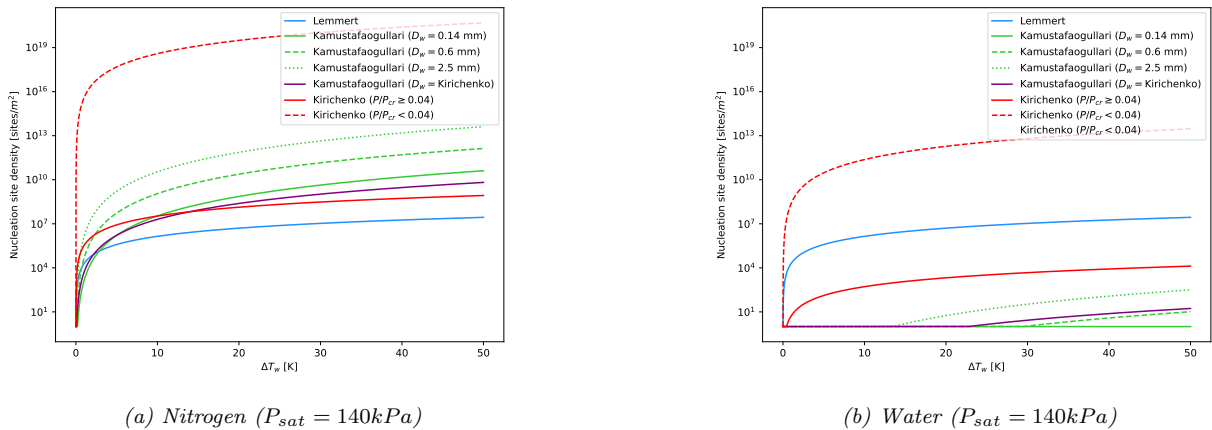 10^19
10^16
10^13
10^10
10^7
10^4
10^1
Nucleation site density [sites/m^2]
Lemmert
Kamustafaogullari (D_w = 0.14 mm)
Kamustafaogullari (D_w = 0.6 mm)
Kamustafaogullari (D_w = 2.5 mm)
Kamustafaogullari (D_w = Kirichenko)
Kirichenko (P/P_cr ≥ 0.04)
Kirichenko (P/P_cr < 0.04)
0 10 20 30 40 50
ΔT_w [K]
(a) Nitrogen (P_sat = 140kPa)
10^19
10^16
10^13
10^10
10^7
10^4
10^1
Nucleation site density [sites/m^2]
Lemmert
Kamustafaogullari (D_w = 0.14 mm)
Kamustafaogullari (D_w = 0.6 mm)
Kamustafaogullari (D_w = 2.5 mm)
Kamustafaogullari (D_w = Kirichenko)
Kirichenko (P/P_cr ≥ 0.04)
Kirichenko (P/P_cr < 0.04)
Kirichenko (P/P_cr < 0.04)
0 10 20 30 40 50
ΔT_w [K]
(b) Water (P_sat = 140kPa)